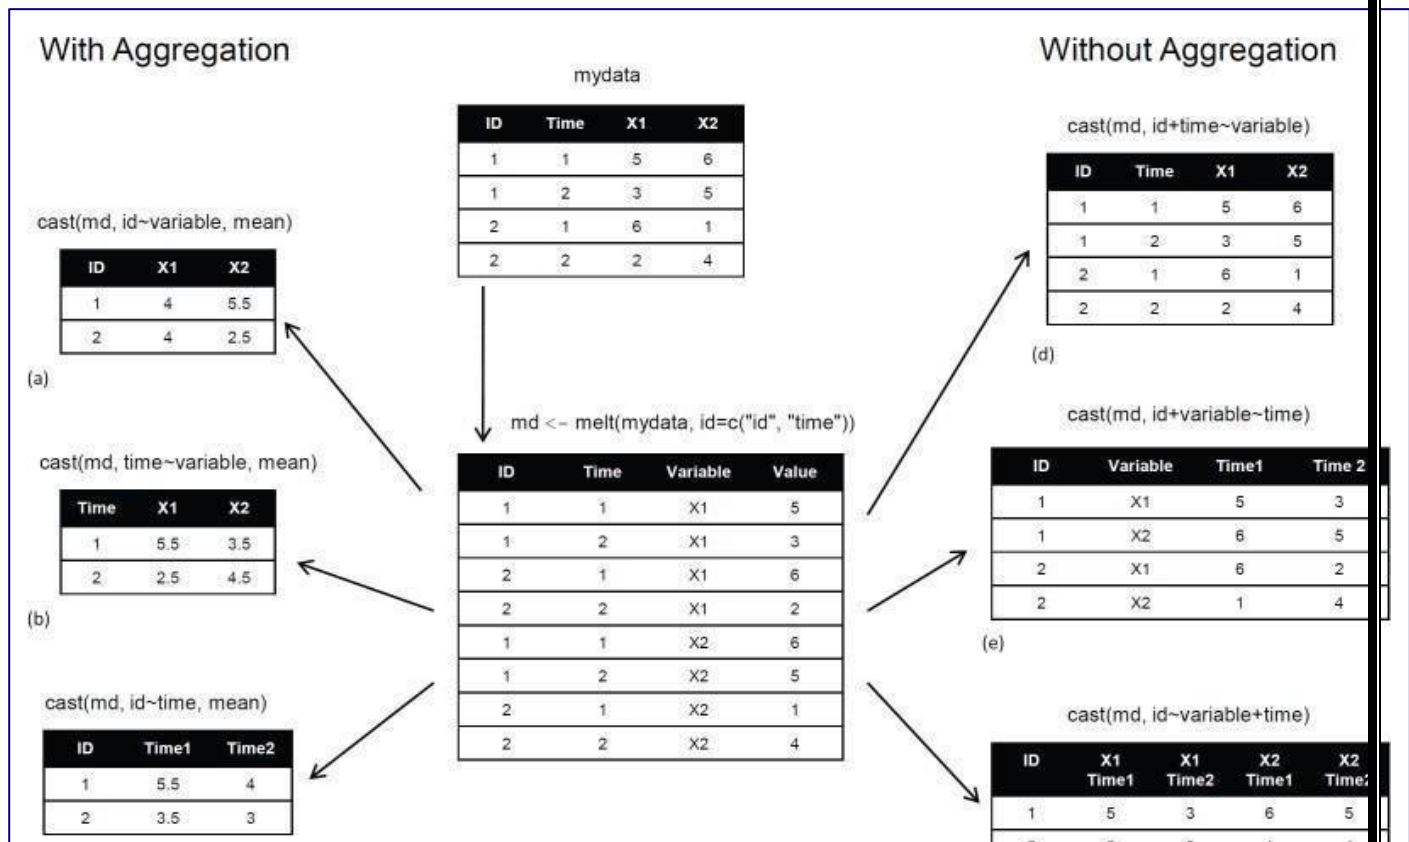 With Aggregation
Without Aggregation
mydata
ID Time X1 X2
1 1 5 6
1 2 3 5
2 1 6 1
2 2 2 4
cast(md, id~variable, mean)
ID X1 X2
1 4 5.5
2 4 2.5
(a)
cast(md, time~variable, mean)
Time X1 X2
1 5.5 3.5
2 2.5 4.5
(b)
cast(md, id~time, mean)
ID Time1 Time2
1 5.5 4
2 3.5 3
md <- melt(mydata, id=c("id", "time"))
ID Time Variable Value
1 1 X1 5
1 2 X1 3
2 1 X1 6
2 2 X1 2
1 1 X2 6
1 2 X2 5
2 1 X2 1
2 2 X2 4
cast(md, id+time~variable)
ID Time X1 X2
1 1 5 6
1 2 3 5
2 1 6 1
2 2 2 4
(d)
cast(md, id+variable~time)
ID Variable Time1 Time 2
1 X1 5 3
1 X2 6 5
2 X1 6 2
2 X2 1 4
(e)
cast(md, id~variable+time)
ID X1 X1 X2 X2
Time1 Time2 Time1 Time2
1 5 3 6 5